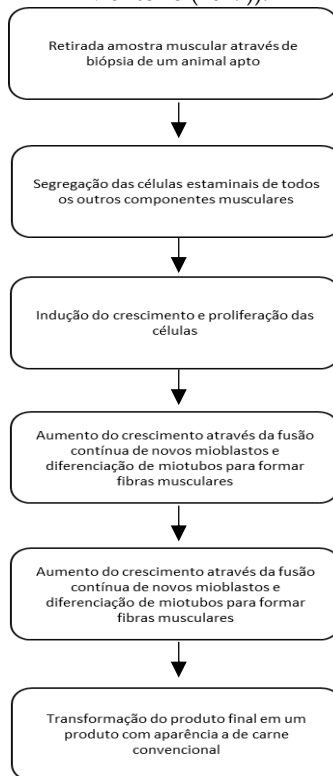 Retirada amostra muscular através de
biópsia de um animal apto
Segregação das células estaminais de todos
os outros componentes musculares
Indução do crescimento e proliferação das
células
Aumento do crescimento através da fusão
contínua de novos mioblastos e
diferenciação de miotubos para formar
fibras musculares
Aumento do crescimento através da fusão
contínua de novos mioblastos e
diferenciação de miotubos para formar
fibras musculares
Transformação do produto final em um
produto com aparência a de carne
convencional